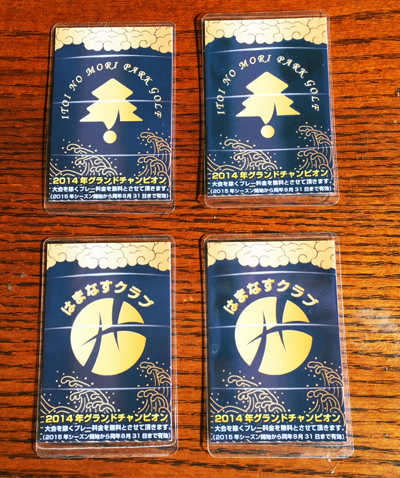 ITOI NO MORI PARK GOLF
2014年グランドチャンピオン
大会を除くプレー料金を無料とさせて頂きます。
(2015年シーズン開始から同年8月31日まで有効)
ITOI NO MORI PARK GOLF
2014年グランドチャンピオン
大会を除くプレー料金を無料とさせて頂きます。
(2015年シーズン開始から同年8月31日まで有効)
はまなすクラブ
2014年グランドチャンピオン
大会を除くプレー料金を無料とさせて頂きます。
(2015年シーズン開始から同年8月31日まで有効)
はまなすクラブ
2014年グランドチャンピオン
大会を除くプレー料金を無料とさせて頂きます。
(2015年シーズン開始から同年8月31日まで有効)